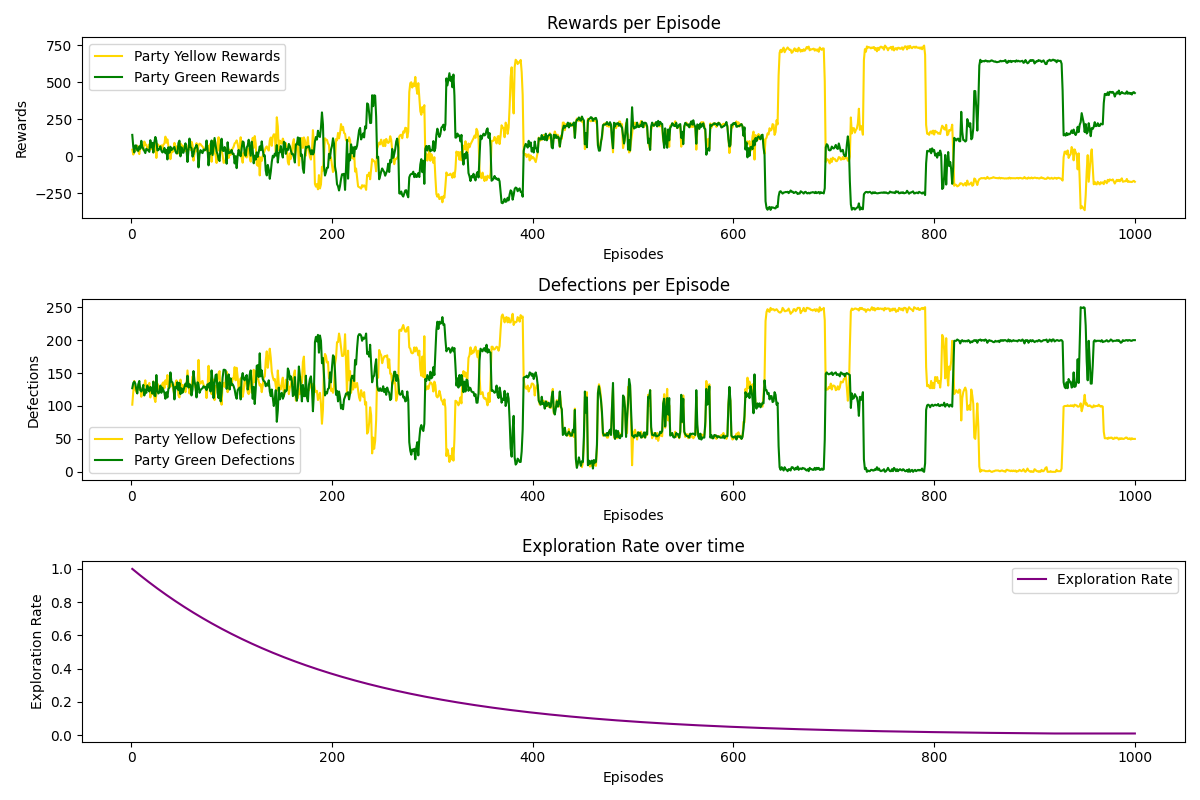 Rewards per Episode
Rewards
750
500
250
0
−250
Party Yellow Rewards
Party Green Rewards
0
200
400
600
800
1000
Episodes
Defections per Episode
Defections
250
200
150
100
50
0
Party Yellow Defections
Party Green Defections
0
200
400
600
800
1000
Episodes
Exploration Rate over time
Exploration Rate
1.0
0.8
0.6
0.4
0.2
0.0
Exploration Rate
0
200
400
600
800
1000
Episodes